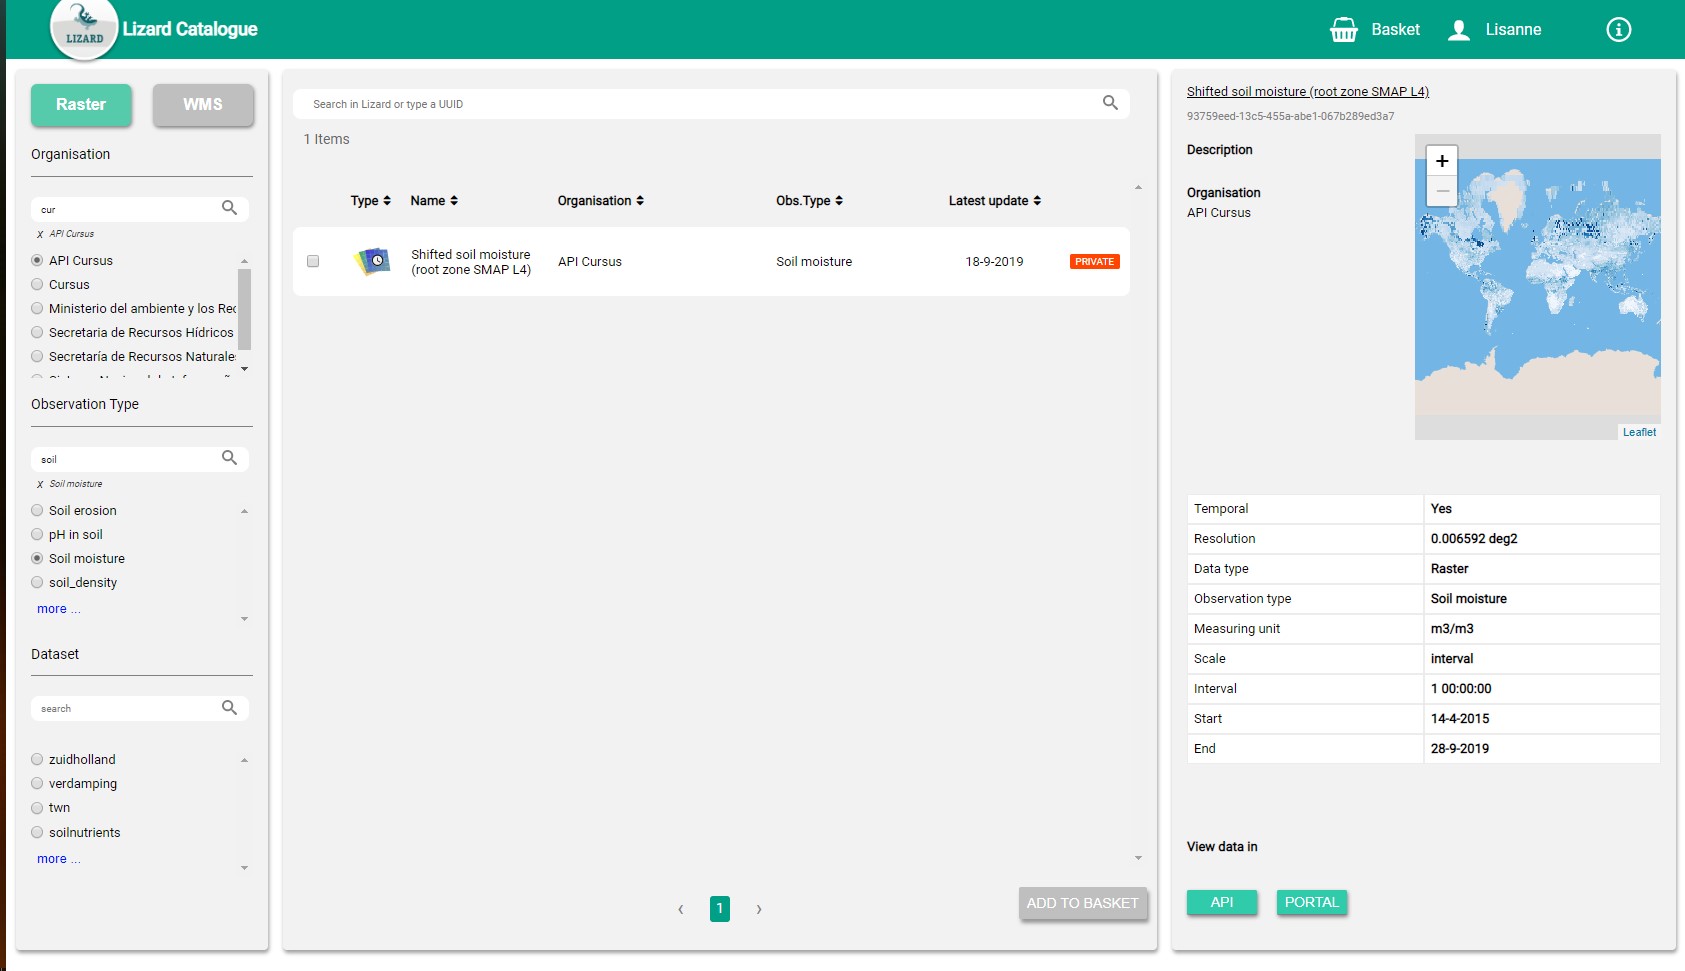 LIZARD
Lizard Catalogue
Basket
Lisanne
Raster
WMS
Organisation
cur
x API Cursus
API Cursus
Cursus
Ministerio del ambiente y los Rec
Secretaria de Recursos Hídricos
Secretaría de Recursos Naturales
Observation Type
soil
x Soil moisture
Soil erosion
pH in soil
Soil moisture
soil_density
more ...
Dataset
search
zuidholland
verdamping
twn
soilnutrients
more ...
Search in Lizard or type a UUID
1 Items
Type Name Organisation Obs.Type Latest update
Shifted soil moisture
(root zone SMAP L4)
API Cursus
Soil moisture
18-9-2019
PRIVATE
‹ 1 ›
ADD TO BASKET
Shifted soil moisture (root zone SMAP L4)
93759eed-13c5-455a-abe1-067b289ed3a7
Description
Organisation
API Cursus
+
−
Leaflet
Temporal Yes
Resolution 0.006592 deg2
Data type Raster
Observation type Soil moisture
Measuring unit m3/m3
Scale interval
Interval 1 00:00:00
Start 14-4-2015
End 28-9-2019
View data in
API
PORTAL